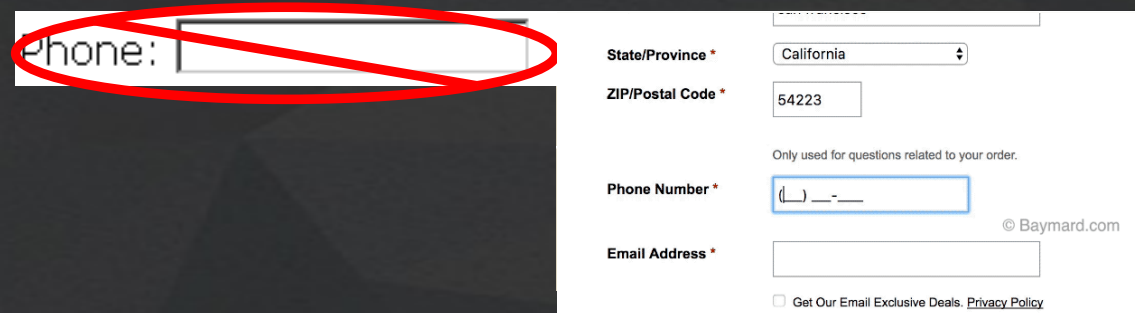 Phone:
State/Province *
California
ZIP/Postal Code *
54223
Only used for questions related to your order.
Phone Number *
(__) __-___
© Baymard.com
Email Address *
Get Our Email Exclusive Deals. Privacy Policy